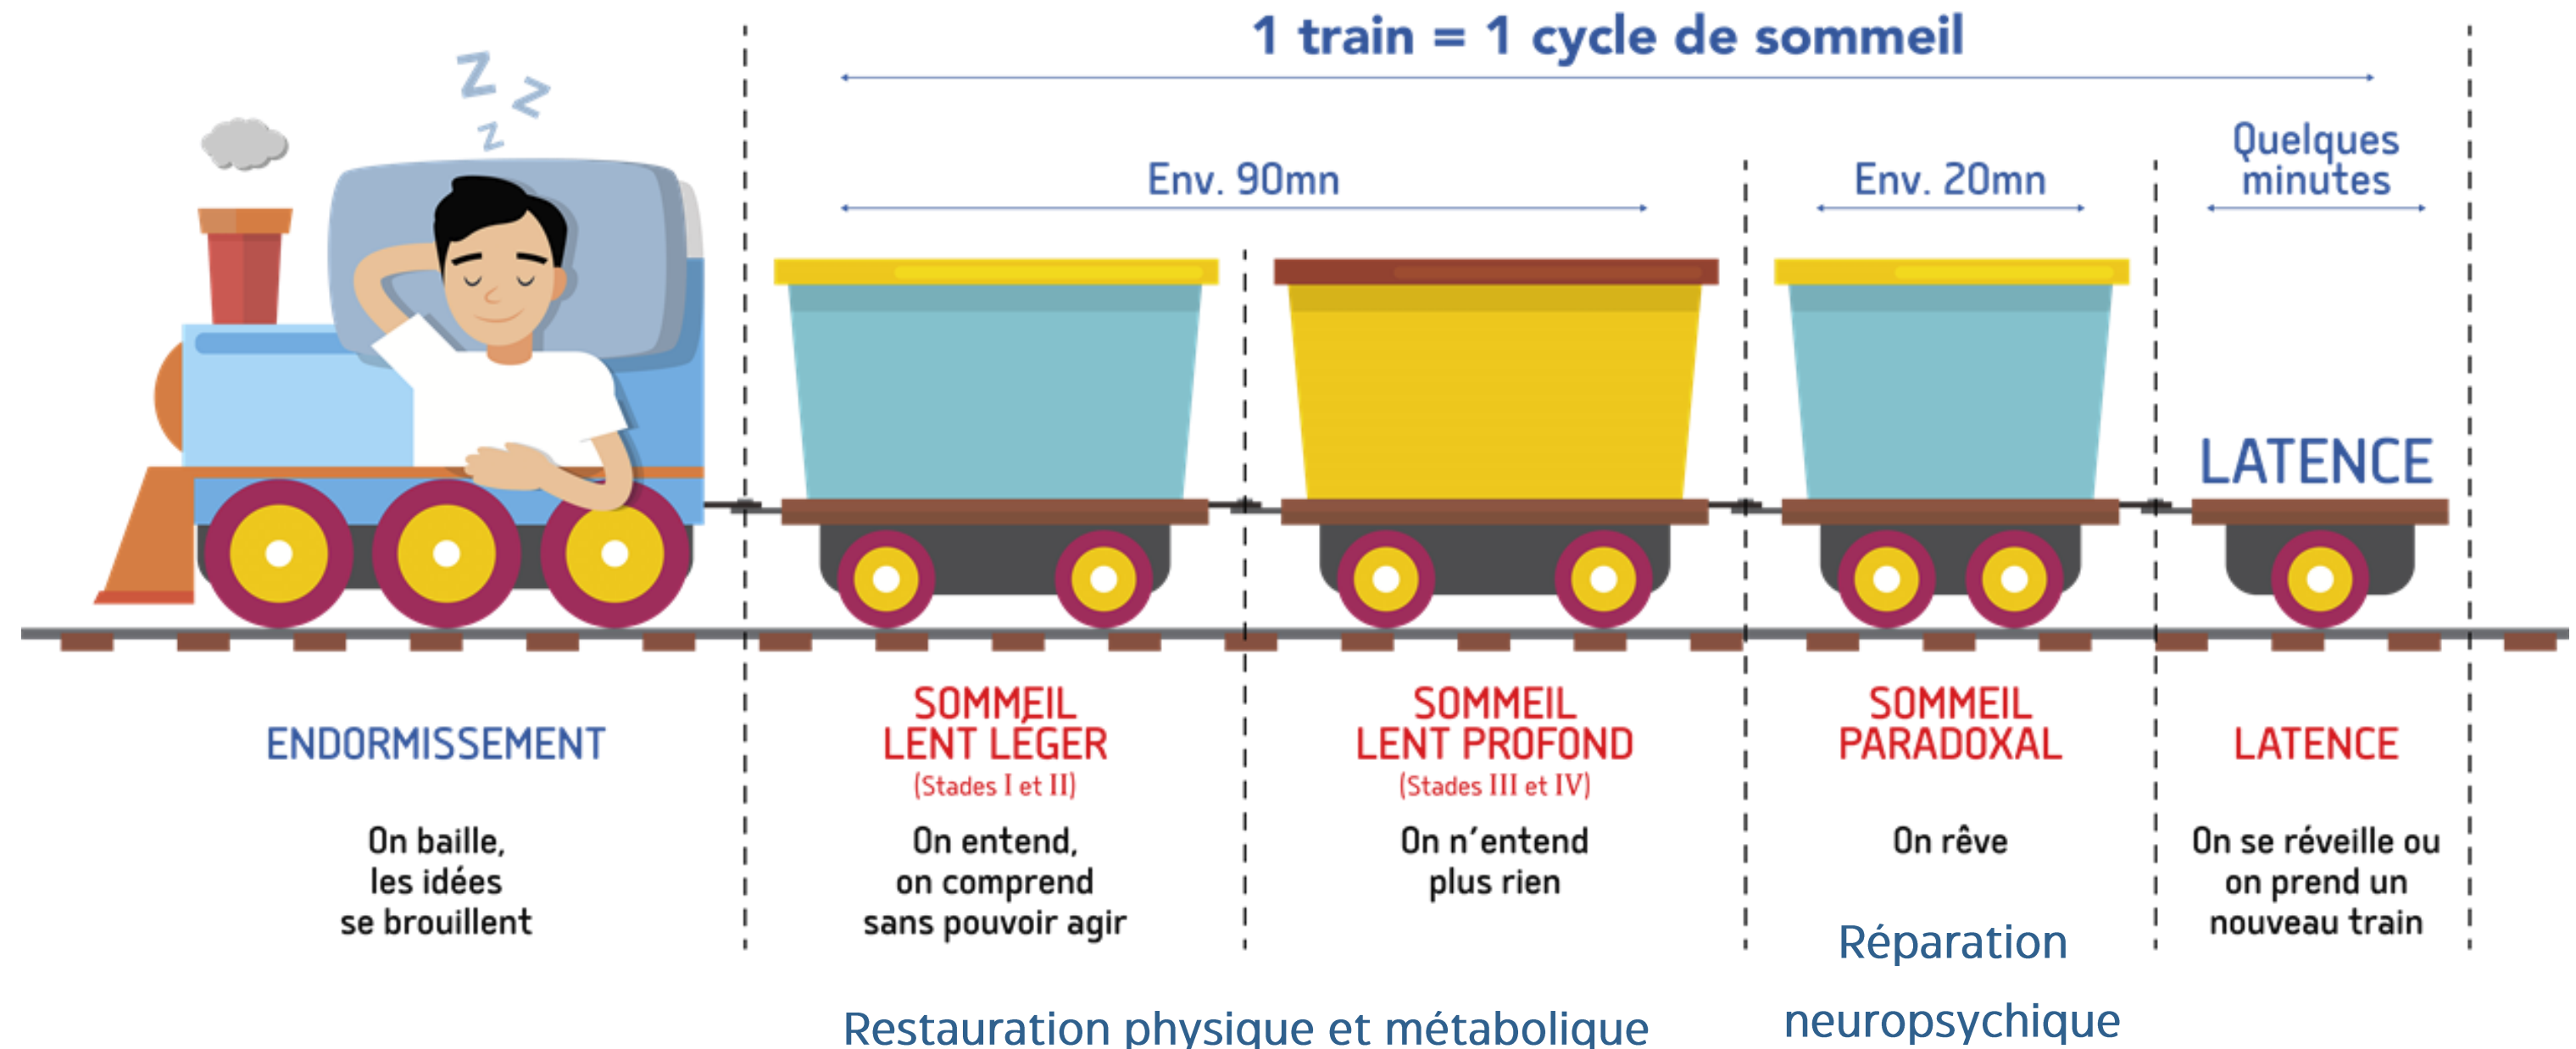 1 train = 1 cycle de sommeil
z z
z
Env. 90mn
Env. 20mn
Quelques
minutes
LATENCE
ENDORMISSEMENT
On baille,
les idées
se brouillent
SOMMEIL
LENT LÉGER
(Stades I et II)
On entend,
on comprend
sans pouvoir agir
SOMMEIL
LENT PROFOND
(Stades III et IV)
On n’entend
plus rien
Restauration physique et métabolique
SOMMEIL
PARADOXAL
On rêve
Réparation
neuropsychique
LATENCE
On se réveille ou
on prend un
nouveau train